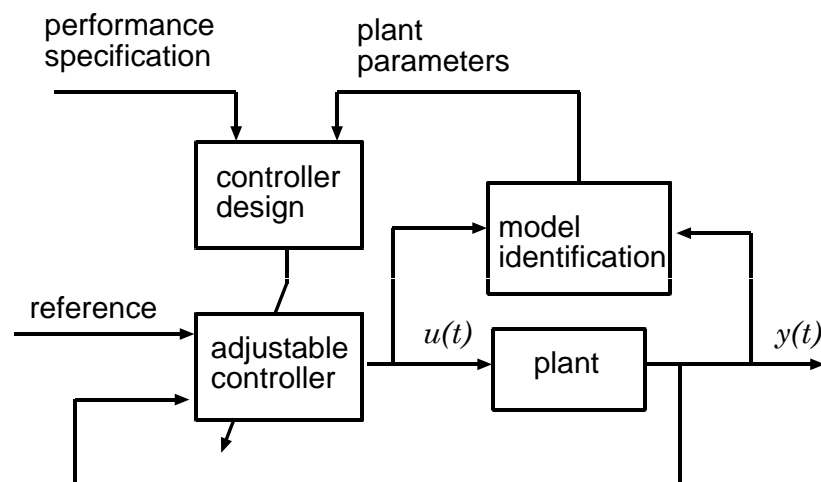 performance
specification
plant
parameters
controller
design
model
identification
reference
adjustable
controller
u(t)
plant
y(t)